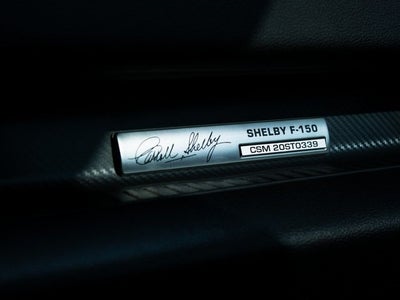 Carroll Shelby
SHELBY F-150
CSM 20ST0339